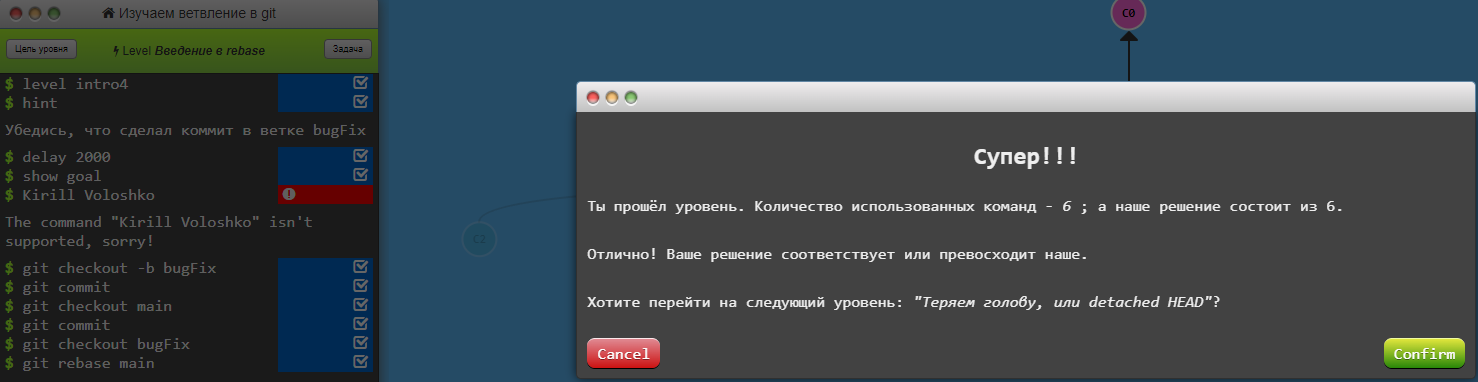 Изучаем ветвление в git
Цель уровня
Level Введение в rebase
Задача
$ level intro4
$ hint
Убедись, что сделал коммит в ветке bugFix
$ delay 2000
$ show goal
$ Kirill Voloshko
The command "Kirill Voloshko" isn't
supported, sorry!
$ git checkout -b bugFix
$ git commit
$ git checkout main
$ git commit
$ git checkout bugFix
$ git rebase main
C0
C2
Супер!!!
Ты прошёл уровень. Количество использованных команд - 6 ; а наше решение состоит из 6.
Отлично! Ваше решение соответствует или превосходит наше.
Хотите перейти на следующий уровень: "Теряем голову, или detached HEAD"?
Cancel
Confirm